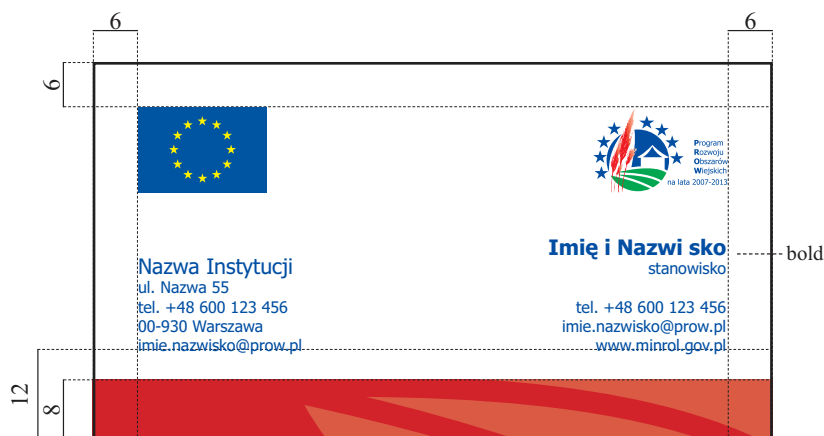 6
6
6
Program
Rozwoju
Obszarów
Wiejskich
na lata 2007-2013
Imię i Nazwi sko
bold
stanowisko
Nazwa Instytucji
ul. Nazwa 55
tel. +48 600 123 456
00-930 Warszawa
imie.nazwisko@prow.pl
tel. +48 600 123 456
imie.nazwisko@prow.pl
www.minrol.gov.pl
12
8